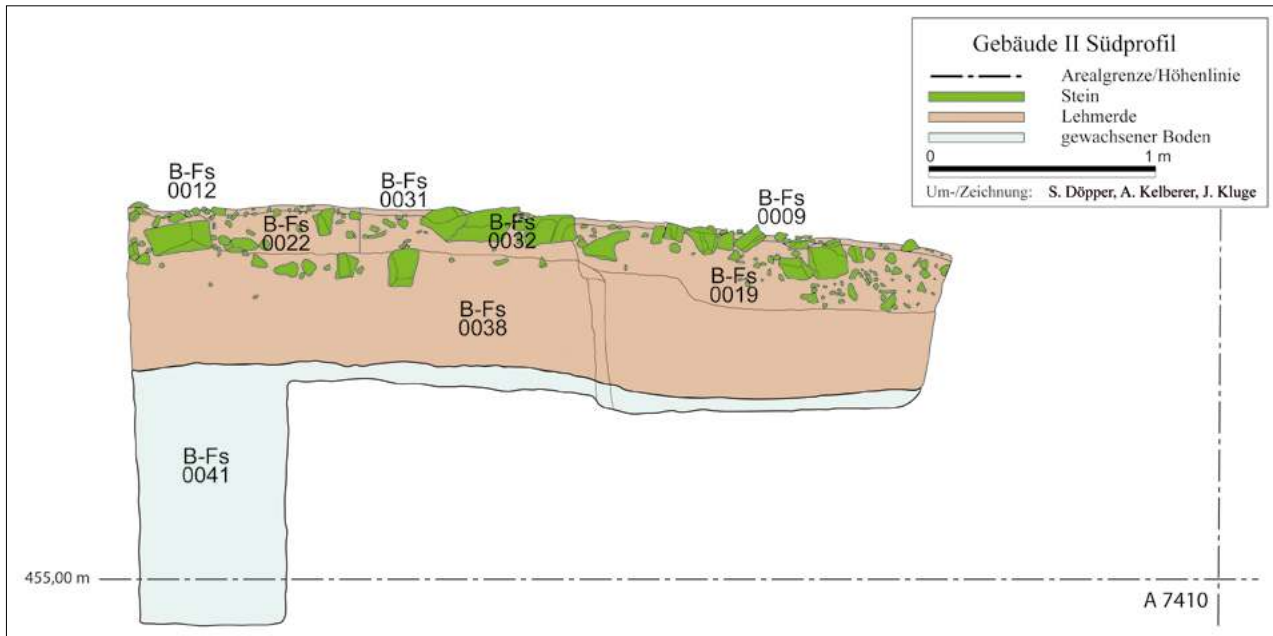 Gebäude II Südprofil
Arealgrenze/Höhenlinie
Stein
Lehmerde
gewachsener Boden
0 1 m
Um-/Zeichnung: S. Döpper, A. Kelberer, J. Kluge
B-Fs
0012
B-Fs
0031
B-Fs
0009
B-Fs
0022
B-Fs
0032
B-Fs
0019
B-Fs
0038
B-Fs
0041
455,00 m
A 7410